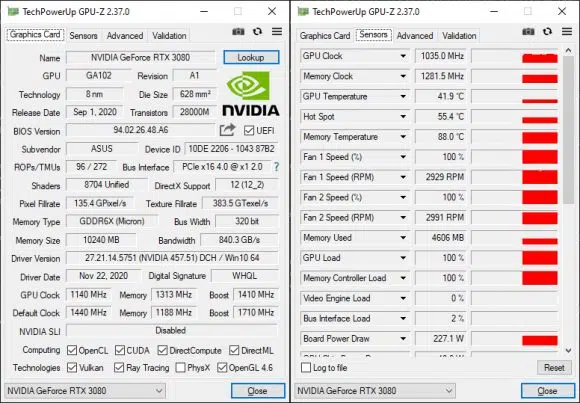 TechPowerUp GPU-Z 2.37.0
Graphics Card Sensors Advanced Validation
Name NVIDIA GeForce RTX 3080 Lookup
GPU GA102 Revision A1
Technology 8 nm Die Size 628 mm²
Release Date Sep 1, 2020 Transistors 28000M
NVIDIA
BIOS Version 94.02.26.48.A6 UEFI
Subvendor ASUS Device ID 10DE 2206 - 1043 87B2
ROPs/TMUs 96 / 272 Bus Interface PCIe x16 4.0 @ x1 2.0 ?
Shaders 8704 Unified DirectX Support 12 (12_2)
Pixel Fillrate 135.4 GPixel/s Texture Fillrate 383.5 GTexel/s
Memory Type GDDR6X (Micron) Bus Width 320 bit
Memory Size 10240 MB Bandwidth 840.3 GB/s
Driver Version 27.21.14.5751 (NVIDIA 457.51) DCH / Win10 64
Driver Date Nov 22, 2020 Digital Signature WHQL
GPU Clock 1140 MHz Memory 1313 MHz Boost 1410 MHz
Default Clock 1440 MHz Memory 1188 MHz Boost 1710 MHz
NVIDIA SLI Disabled
Computing OpenCL CUDA DirectCompute DirectML
Technologies Vulkan Ray Tracing PhysX OpenGL 4.6
NVIDIA GeForce RTX 3080 Close
TechPowerUp GPU-Z 2.37.0
Graphics Card Sensors Advanced Validation
GPU Clock 1035.0 MHz
Memory Clock 1281.5 MHz
GPU Temperature 41.9 °C
Hot Spot 55.4 °C
Memory Temperature 88.0 °C
Fan 1 Speed (%) 100 %
Fan 1 Speed (RPM) 2929 RPM
Fan 2 Speed (%) 100 %
Fan 2 Speed (RPM) 2991 RPM
Memory Used 4606 MB
GPU Load 100 %
Memory Controller Load 100 %
Video Engine Load 0 %
Bus Interface Load 2 %
Board Power Draw 227.1 W
Log to file Reset
NVIDIA GeForce RTX 3080 Close